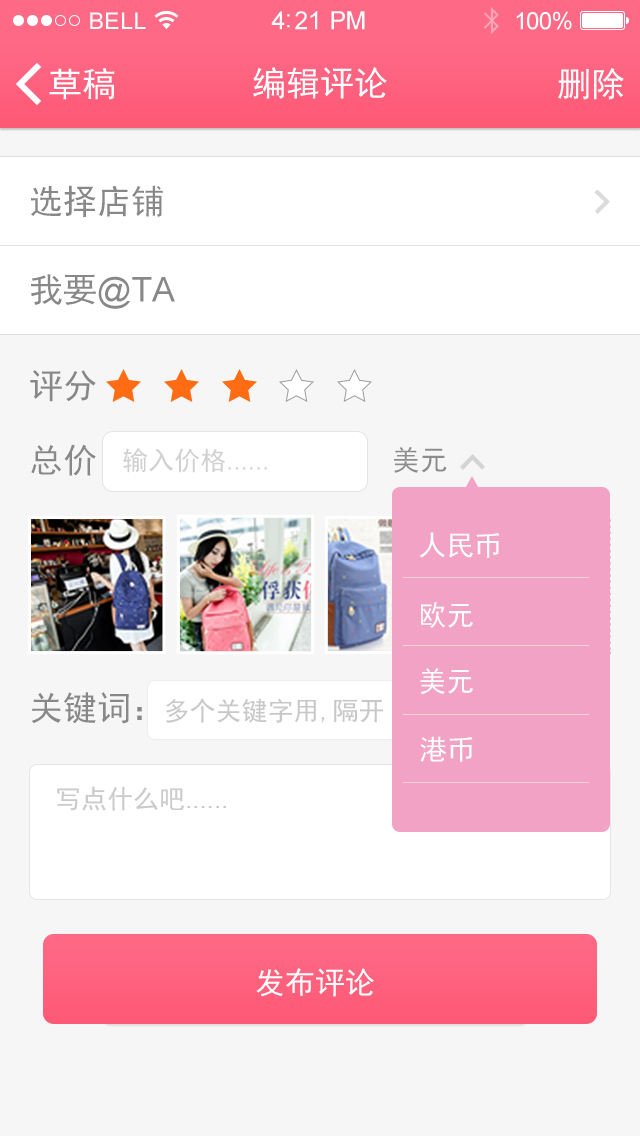 BELL 4:21 PM 100%
草稿 编辑评论 删除
选择店铺
我要@TA
评分
总价 输入价格...... 美元
人民币
欧元
美元
港币
俘获
关键词: 多个关键字用, 隔开
写点什么吧......
发布评论